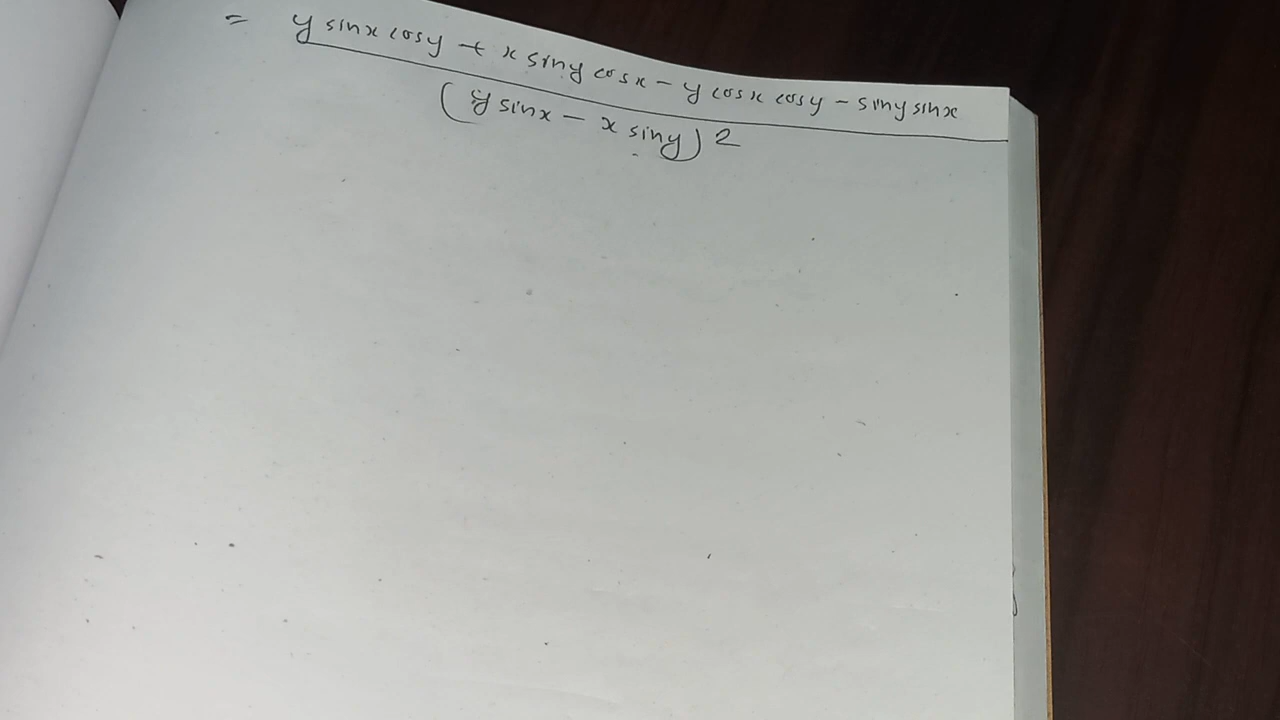 = y sinx cosy + x siny cosx - y cosx cosy - siny sinx
(y sinx - x siny) 2